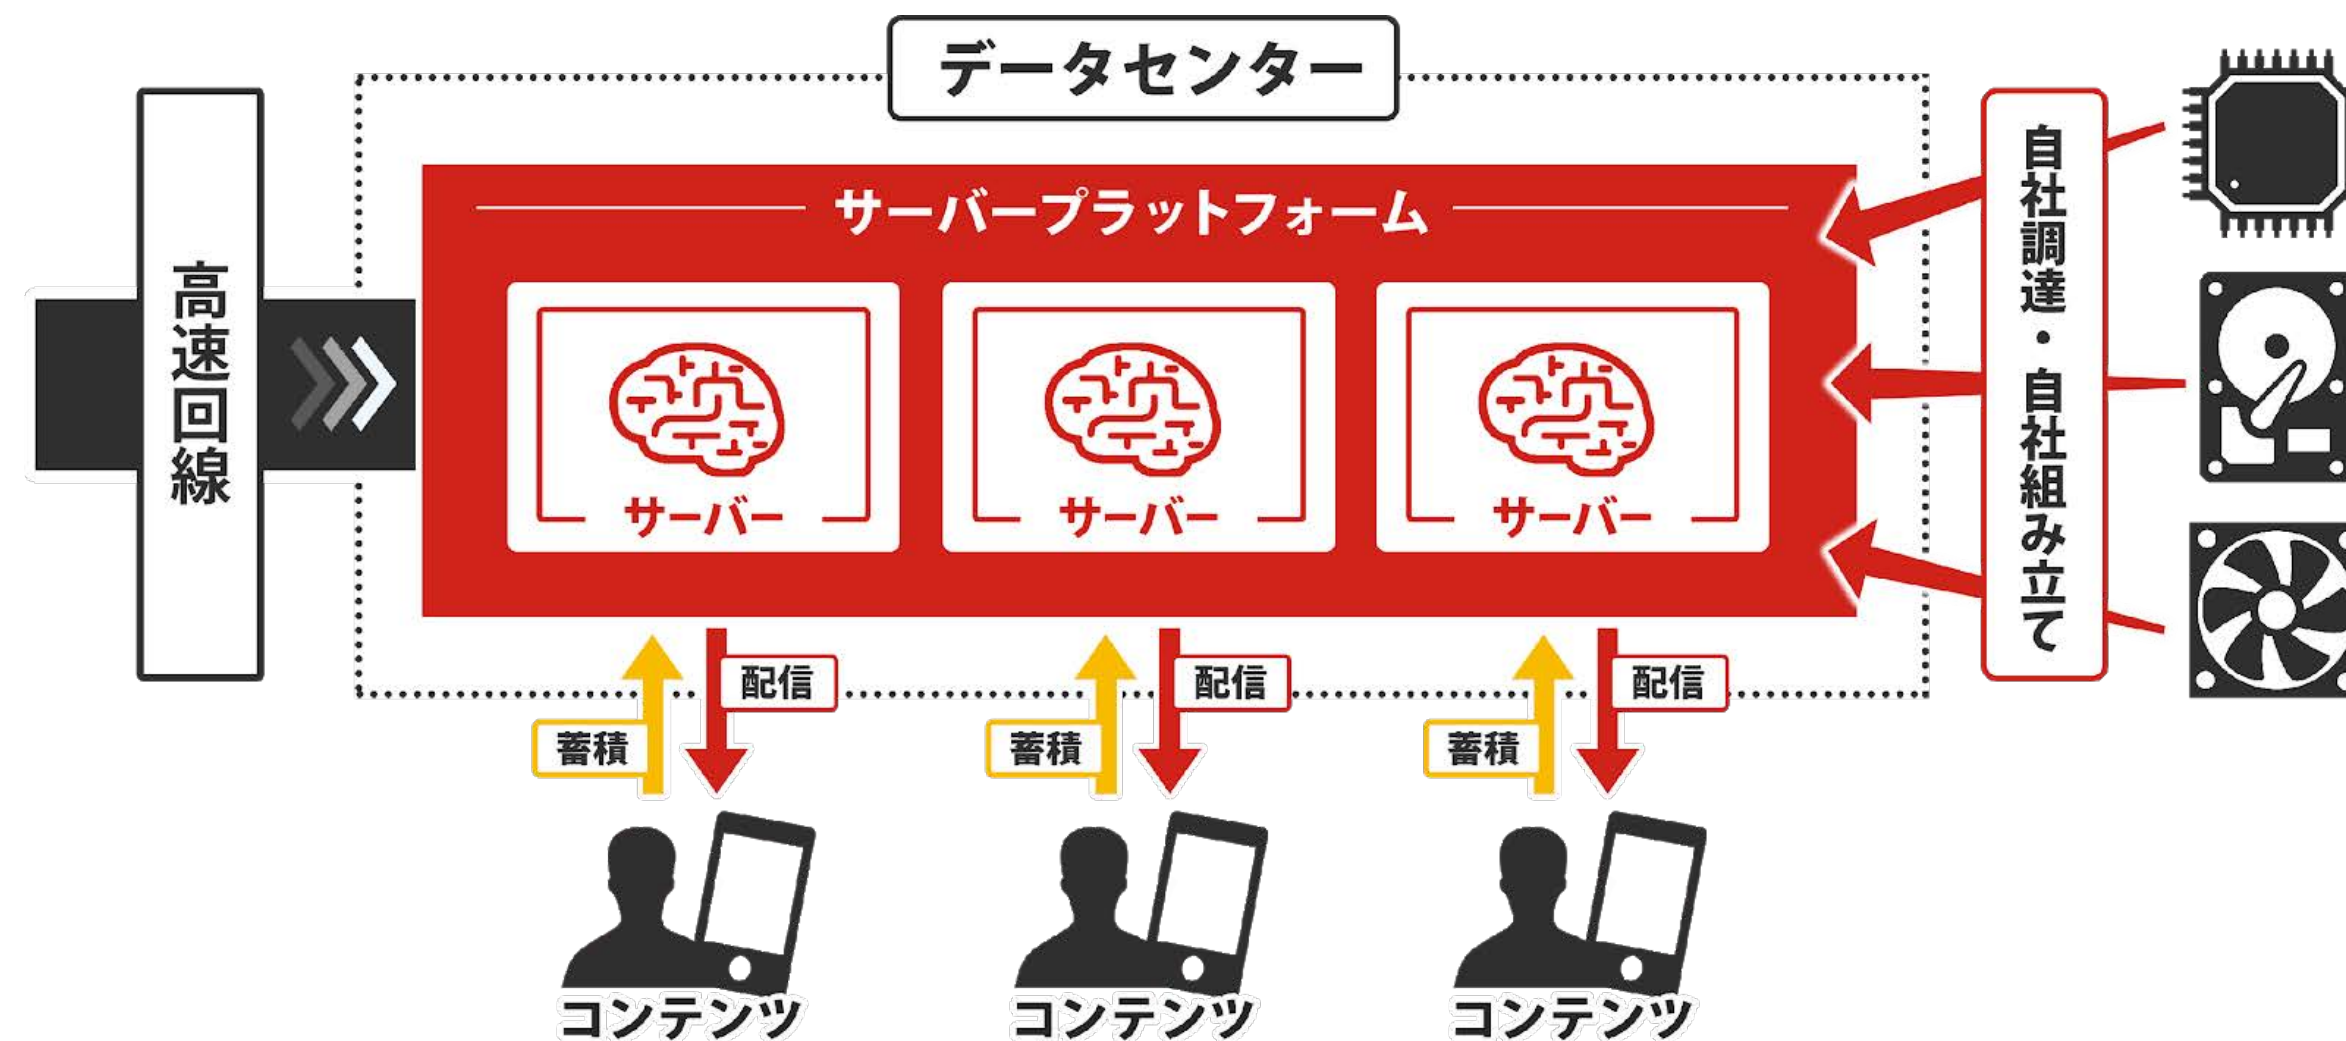 データセンター
高速回線
サーバープラットフォーム
サーバー
サーバー
サーバー
自社調達・自社組み立て
配信
配信
配信
蓄積
蓄積
蓄積
コンテンツ
コンテンツ
コンテンツ